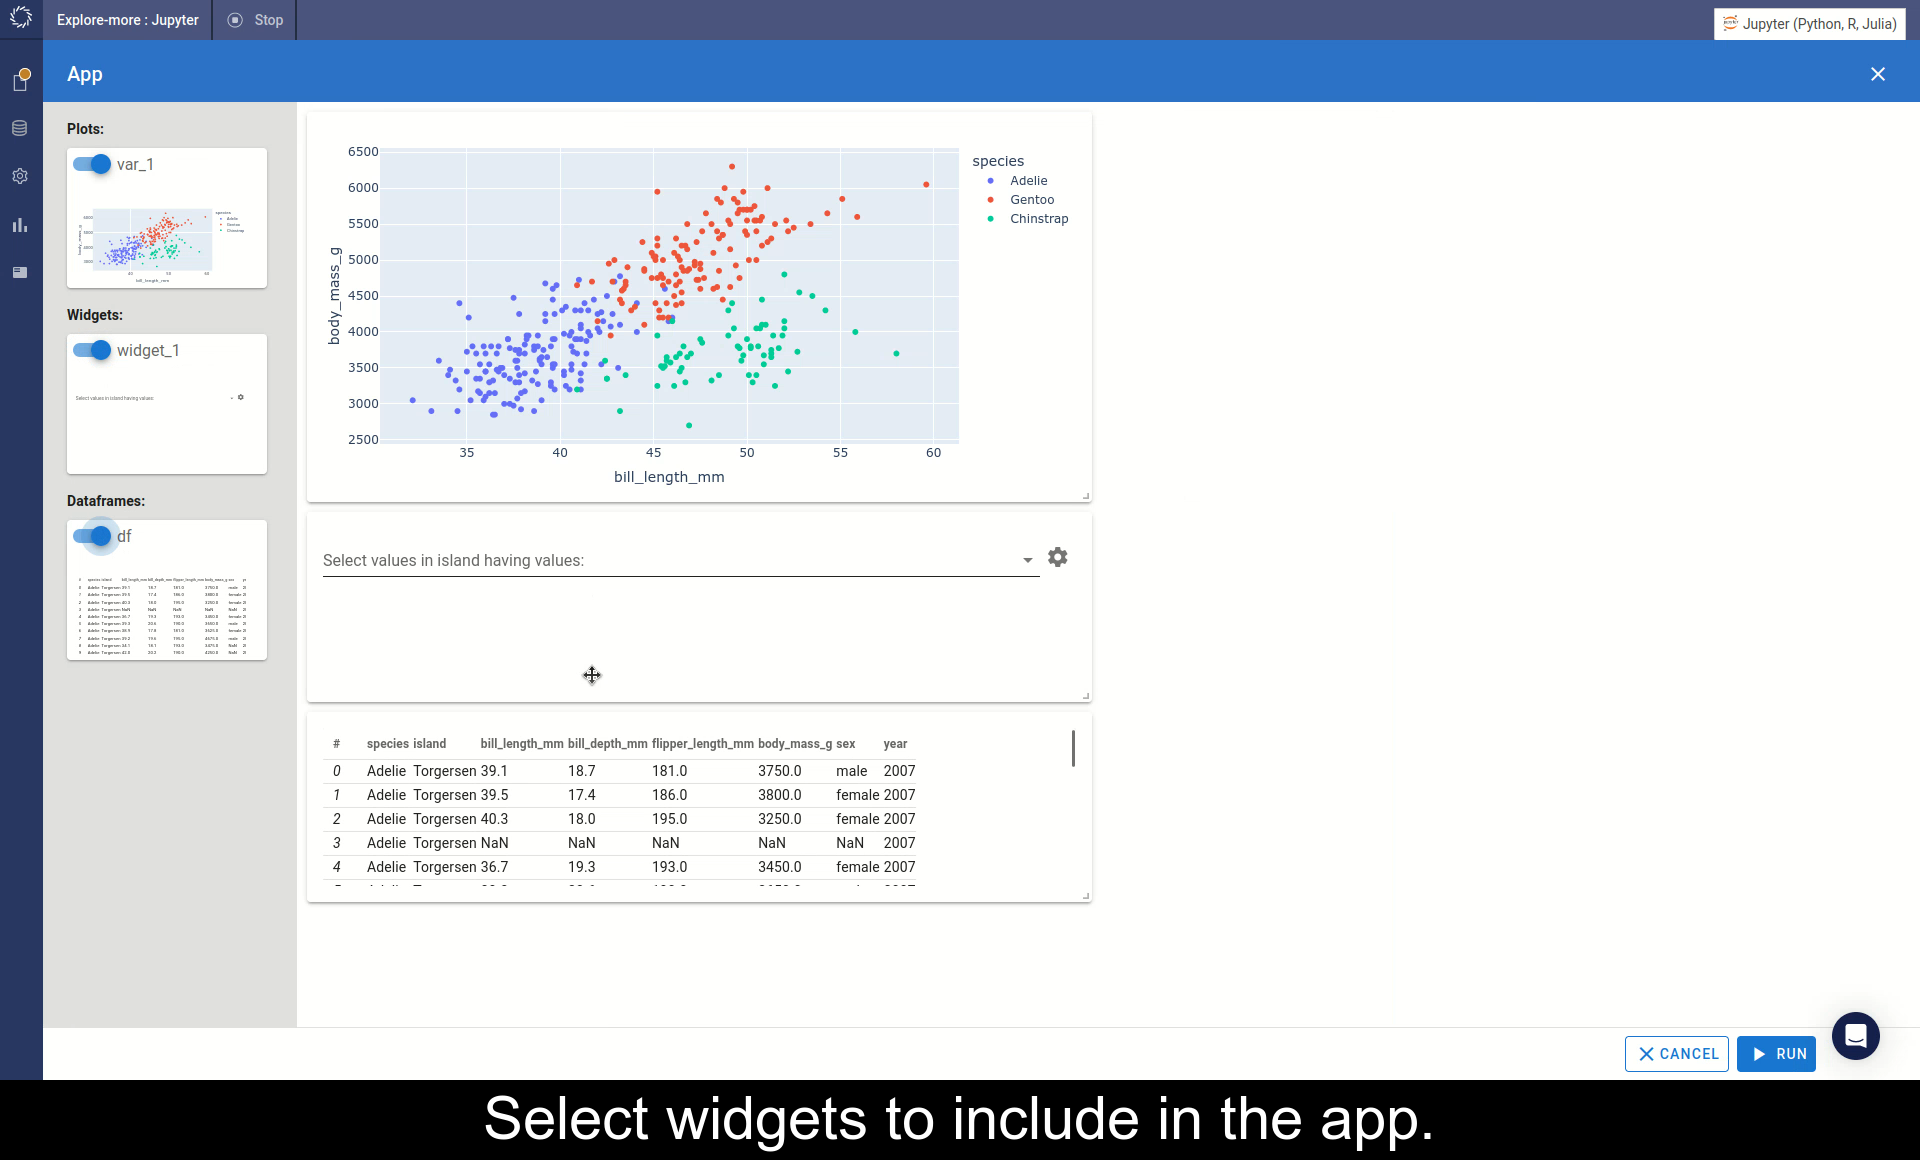 Explore-more : Jupyter
Stop
Jupyter (Python, R, Julia)
App
Plots:
var_1
Widgets:
widget_1
Select values in island having values:
Dataframes:
df
6500
6000
5500
5000
4500
4000
3500
3000
2500
body_mass_g
35 40 45 50 55 60
bill_length_mm
species
Adelie
Gentoo
Chinstrap
Select values in island having values:
# species island bill_length_mm bill_depth_mm flipper_length_mm body_mass_g sex year
0 Adelie Torgersen 39.1 18.7 181.0 3750.0 male 2007
1 Adelie Torgersen 39.5 17.4 186.0 3800.0 female 2007
2 Adelie Torgersen 40.3 18.0 195.0 3250.0 female 2007
3 Adelie Torgersen NaN NaN NaN NaN NaN 2007
4 Adelie Torgersen 36.7 19.3 193.0 3450.0 female 2007
CANCEL
RUN
Select widgets to include in the app.